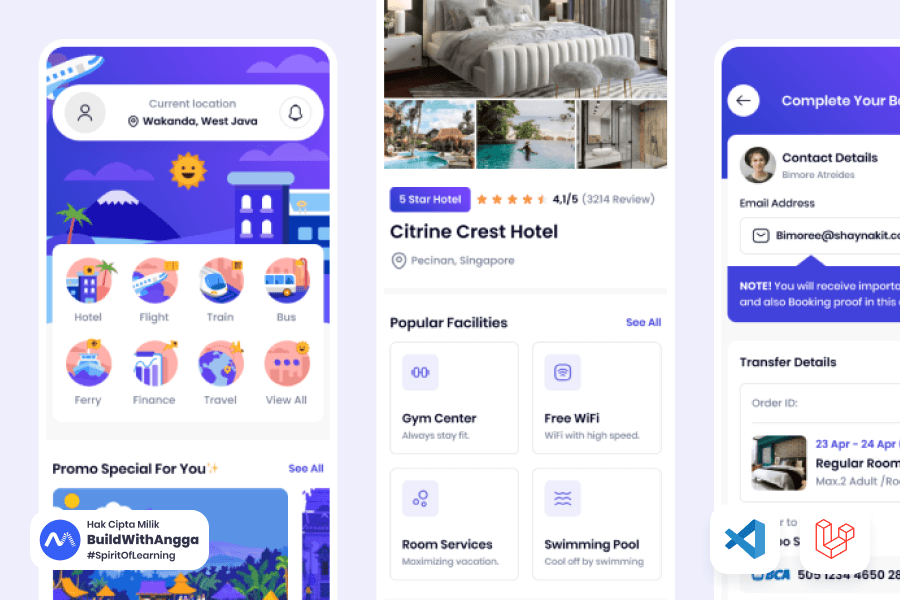 Current location
Wakanda, West Java
Hotel
Flight
Train
Bus
Ferry
Finance
Travel
View All
Promo Special For You
See All
Hak Cipta Milik
BuildWithAngga
#SpiritOfLearning
5 Star Hotel
4,1/5 (3214 Review)
Citrine Crest Hotel
Pecinan, Singapore
Popular Facilities
See All
Gym Center
Always stay fit.
Free WiFi
WiFi with high speed.
Room Services
Maximizing vacation.
Swimming Pool
Cool off by swimming
Complete Your
Contact Details
Bimore Atreides
Email Address
Bimoree@shaynakit.co
NOTE! You will receive importa
and also Booking proof in this
Transfer Details
Order ID:
23 Apr - 24 Apr
Regular Room
Max.2 Adult /Roo
to
BCA
505 1234 4650 28